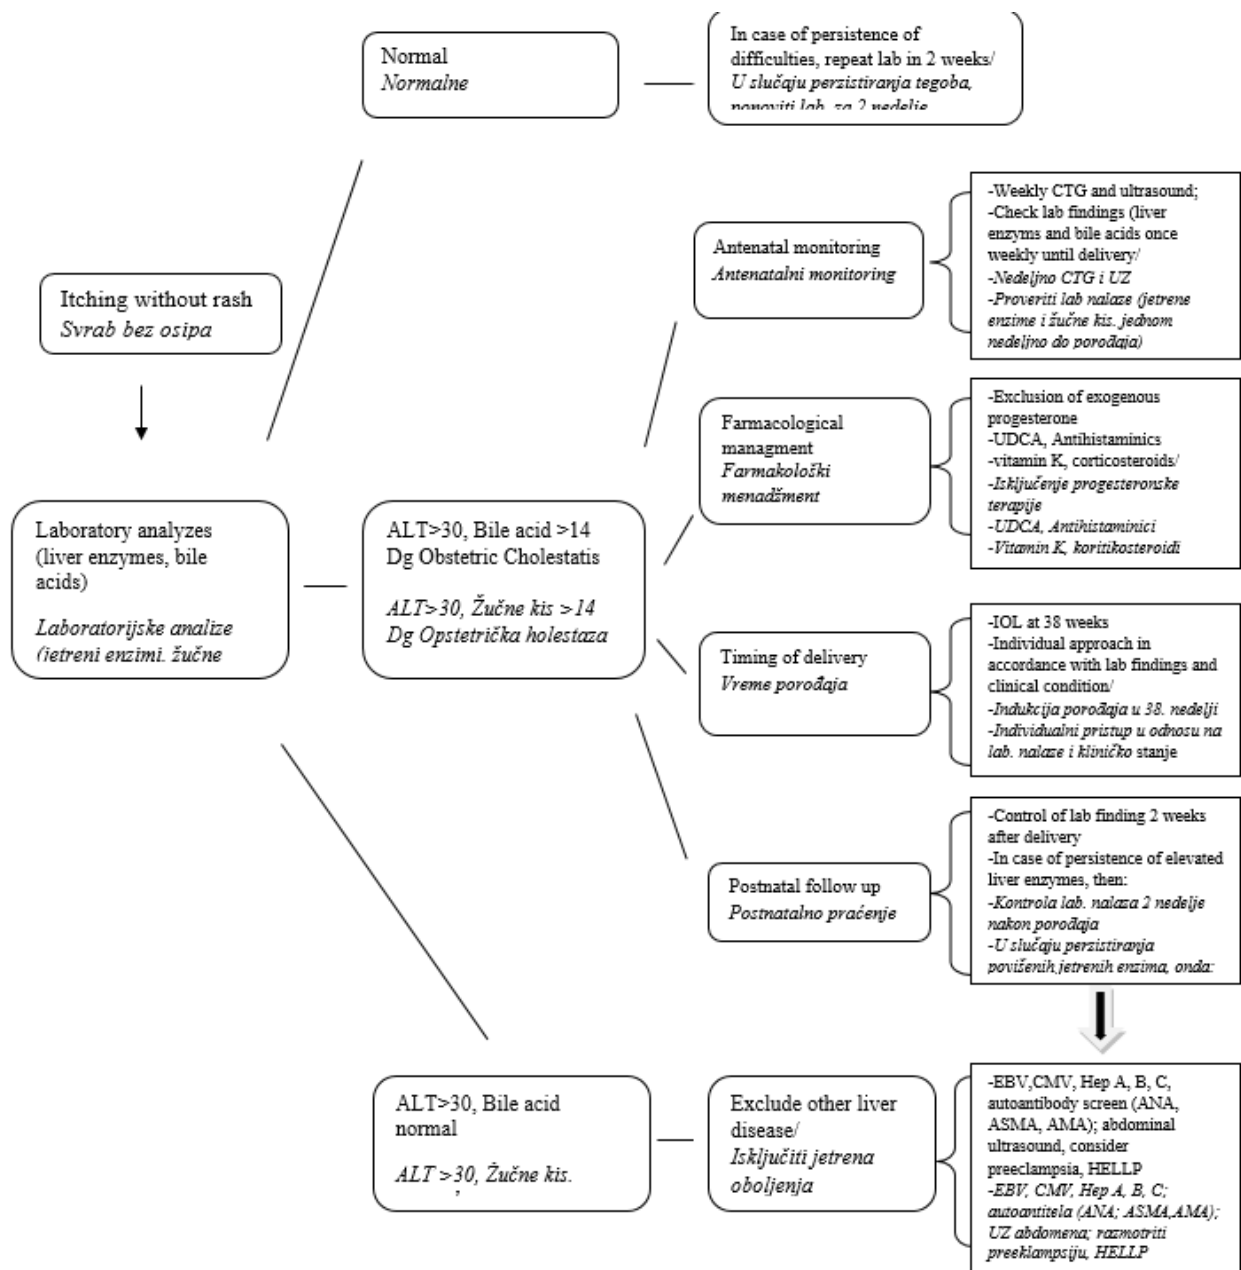 Normal
Normalne
In case of persistence of
difficulties, repeat lab in 2 weeks/
U slučaju perzistiranja tegoba,
ponoviti lab. za 2 nedelje
Itching without rash
Svrab bez osipa
Laboratory analyzes
(liver enzymes, bile
acids)
Laboratorijske analize
(jetreni enzimi, žučne
ALT>30, Bile acid >14
Dg Obstetric Cholestatis
ALT>30, Žučne kis >14
Dg Opstetrička holestaza
Antenatal monitoring
Antenatalni monitoring
-Weekly CTG and ultrasound;
-Check lab findings (liver
enzyms and bile acids once
weekly until delivery/
-Nedeljno CTG i UZ
-Proveriti lab nalaze (jetrene
enzime i žučne kis. jednom
nedeljno do porođaja)
Farmacological
managment
Farmakološki
menadžment
-Exclusion of exogenous
progesterone
-UDCA, Antihistaminics
-vitamin K, corticosteroids/
-Isključenje progesteronske
terapije
-UDCA, Antihistaminici
-Vitamin K, koritikosteroidi
Timing of delivery
Vreme porođaja
-IOL at 38 weeks
-Individual approach in
accordance with lab findings and
clinical condition/
-Indukcija porođaja u 38. nedelji
-Individualni pristup u odnosu na
lab. nalaze i kliničko stanje
Postnatal follow up
Postnatalno praćenje
-Control of lab finding 2 weeks
after delivery
-In case of persistence of elevated
liver enzymes, then:
-Kontrola lab. nalaza 2 nedelje
nakon porođaja
-U slučaju perzistiranja
povišenih jetrenih enzima, onda:
ALT>30, Bile acid
normal
ALT >30, Žučne kis.
Exclude other liver
disease/
Isključiti jetrena
oboljenja
-EBV,CMV, Hep A, B, C,
autoantibody screen (ANA,
ASMA, AMA); abdominal
ultrasound, consider
preeclampsia, HELLP
-EBV, CMV, Hep A, B, C;
autoantitela (ANA; ASMA,AMA);
UZ abdomena; razmotriti
preeklampsiju, HELLP